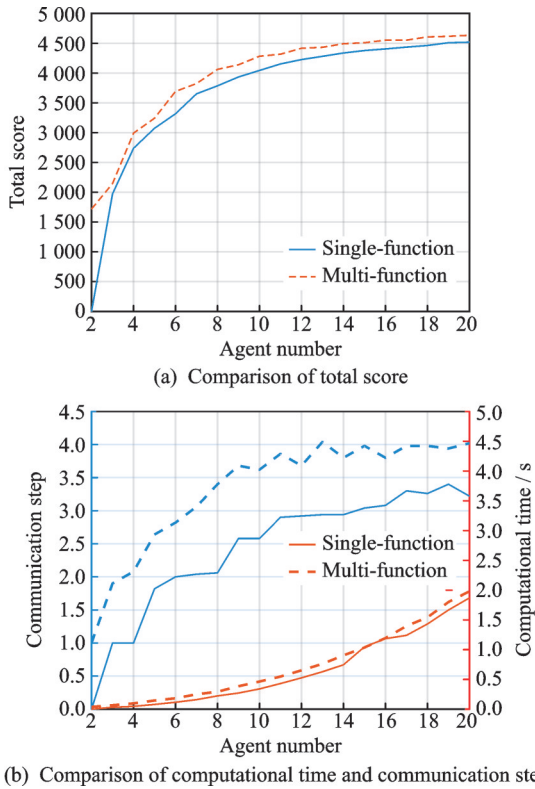 5 000
4 500
4 000
3 500
3 000
2 500
2 000
1 500
1 000
500
0
Total score
Single-function
Multi-function
2 4 6 8 10 12 14 16 18 20
Agent number
(a) Comparison of total score
4.5
4.0
3.5
3.0
2.5
2.0
1.5
1.0
0.5
0.0
Communication step
5.0
4.5
4.0
3.5
3.0
2.5
2.0
1.5
1.0
0.5
0.0
Computational time / s
Single-function
Multi-function
2 4 6 8 10 12 14 16 18 20
Agent number
(b) Comparison of computational time and communication ste